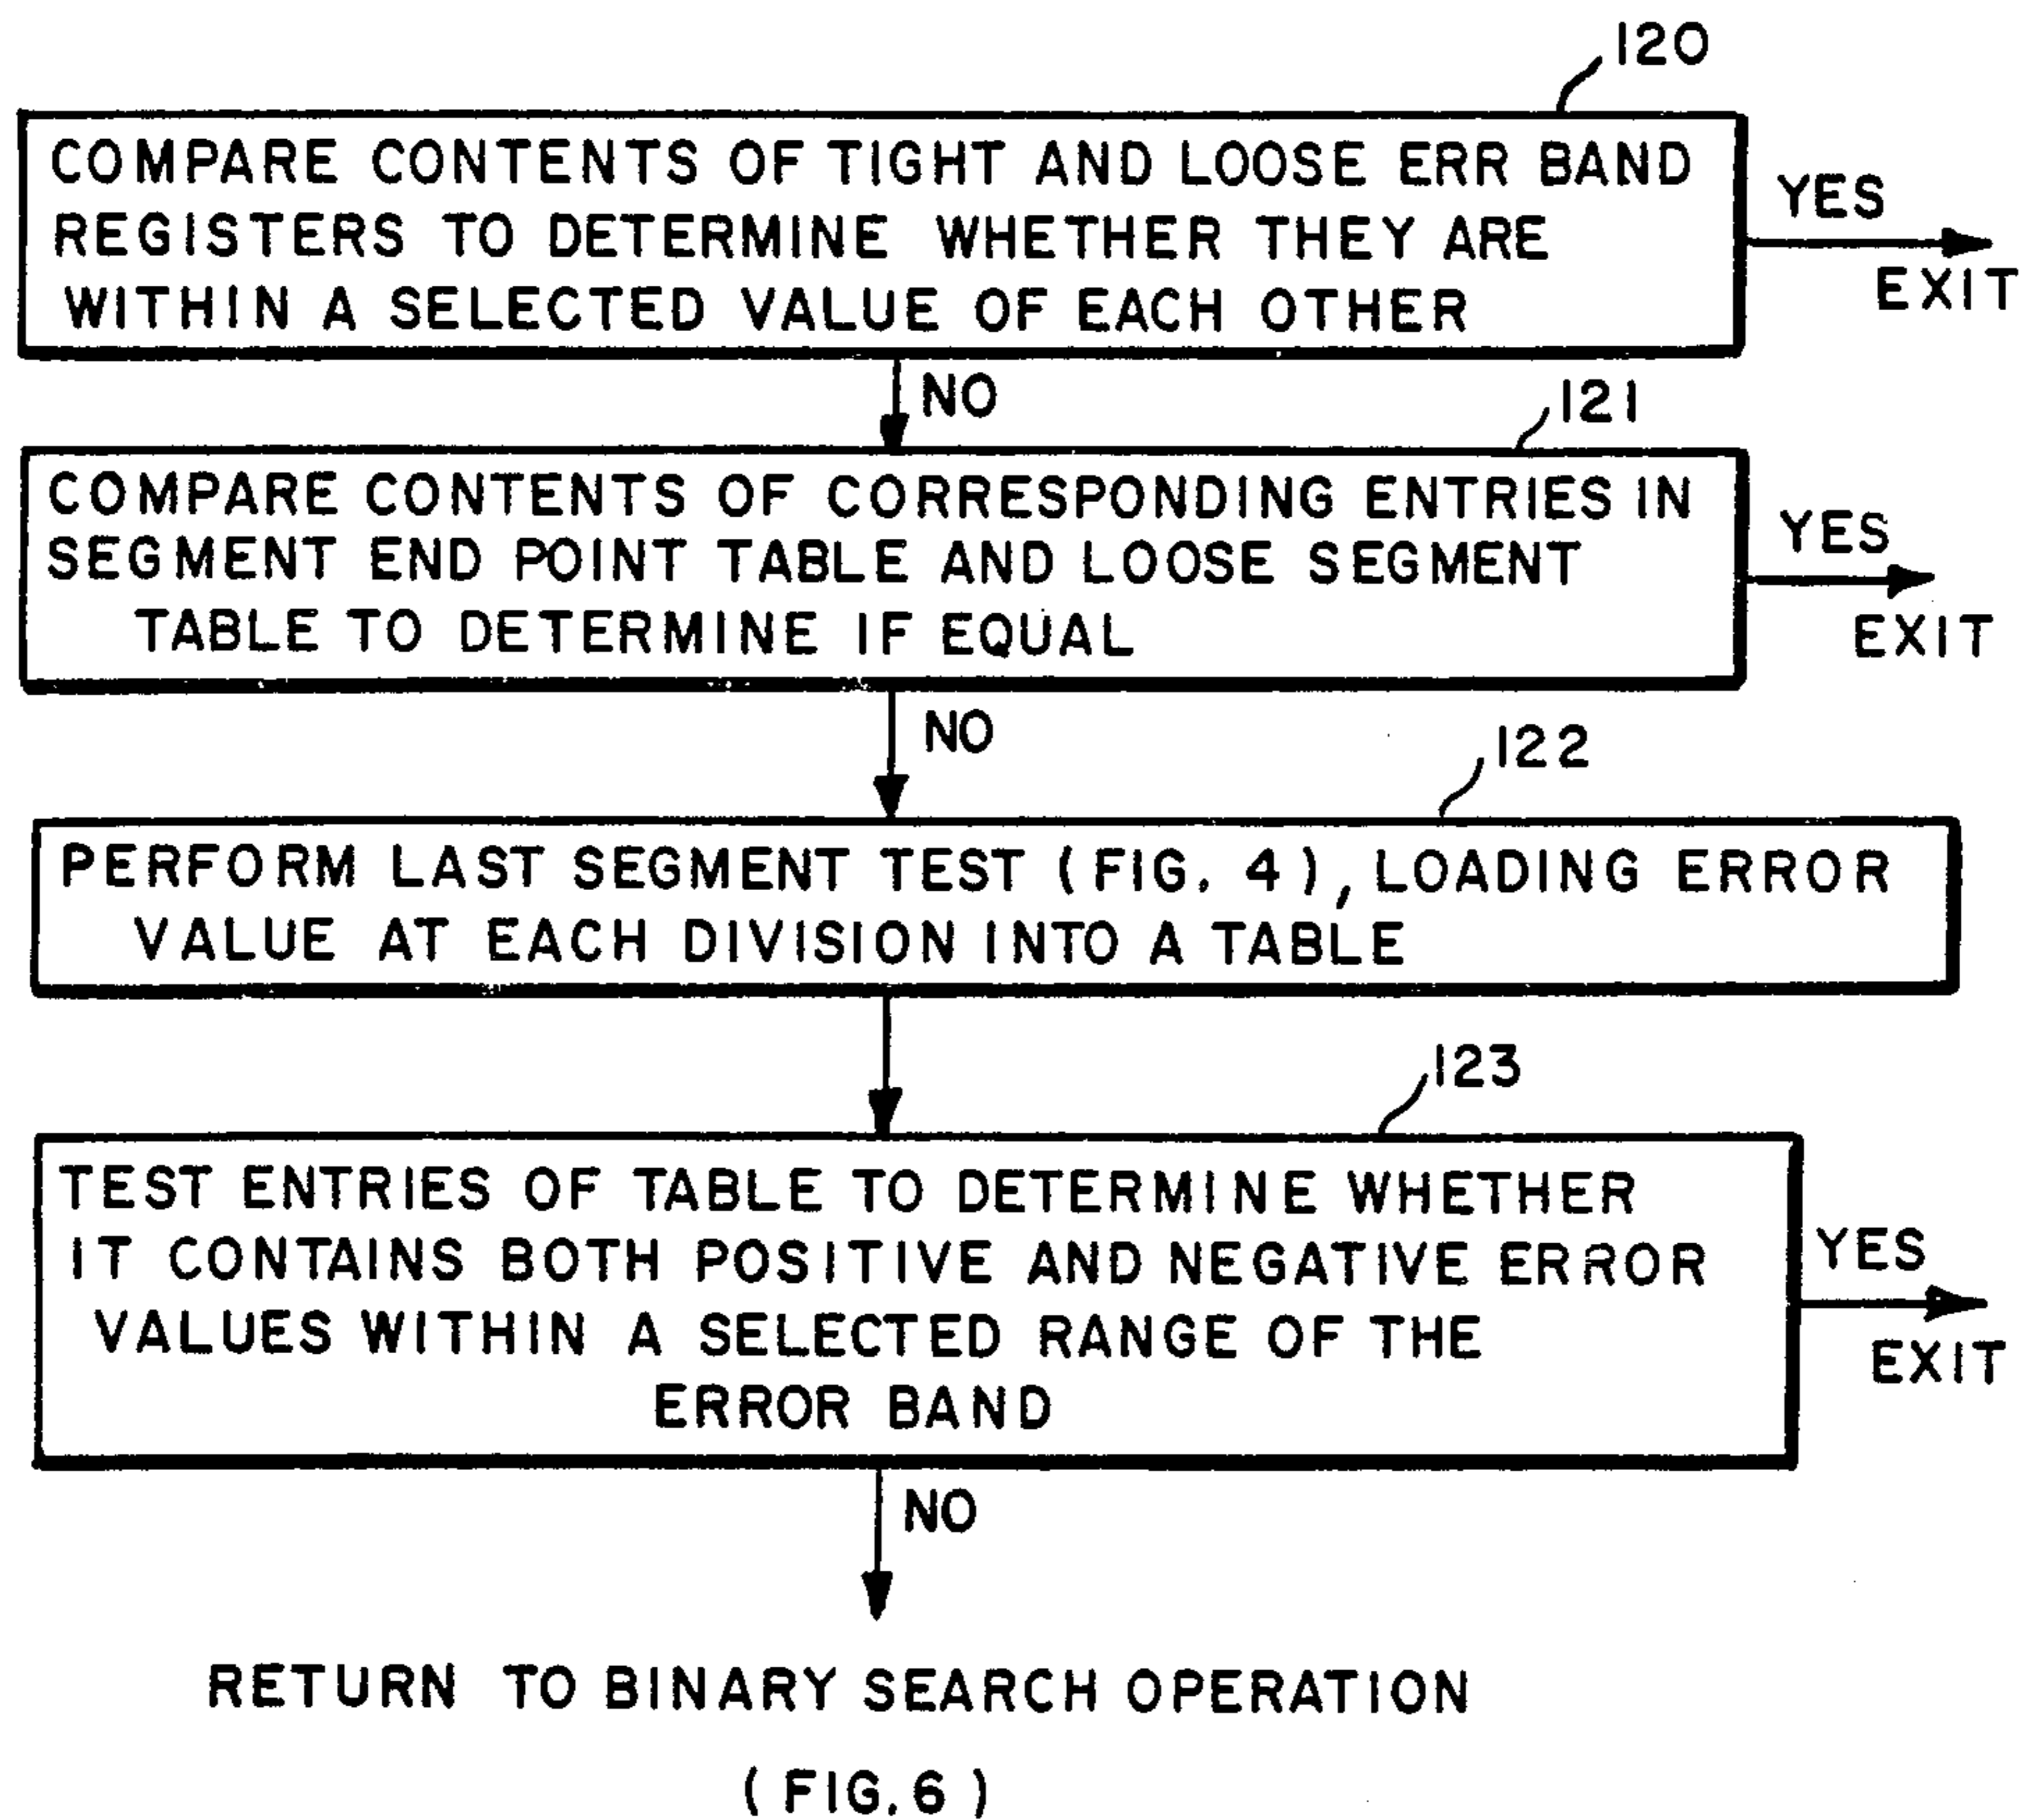 120
COMPARE CONTENTS OF TIGHT AND LOOSE ERR BAND
REGISTERS TO DETERMINE WHETHER THEY ARE
WITHIN A SELECTED VALUE OF EACH OTHER
YES
EXIT
NO
121
COMPARE CONTENTS OF CORRESPONDING ENTRIES IN
SEGMENT END POINT TABLE AND LOOSE SEGMENT
TABLE TO DETERMINE IF EQUAL
YES
EXIT
NO
122
PERFORM LAST SEGMENT TEST (FIG. 4), LOADING ERROR
VALUE AT EACH DIVISION INTO A TABLE
123
TEST ENTRIES OF TABLE TO DETERMINE WHETHER
IT CONTAINS BOTH POSITIVE AND NEGATIVE ERROR
VALUES WITHIN A SELECTED RANGE OF THE
ERROR BAND
YES
EXIT
NO
RETURN TO BINARY SEARCH OPERATION
(FIG. 6)